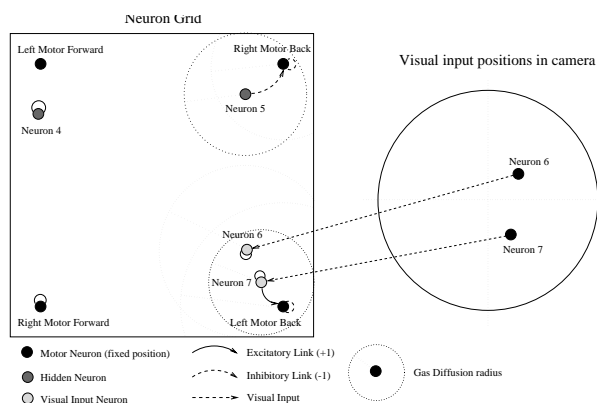 Neuron Grid
Left Motor Forward
Right Motor Back
Neuron 5
Neuron 4
Neuron 6
Neuron 7
Right Motor Forward
Left Motor Back
Visual input positions in camera
Neuron 6
Neuron 7
Motor Neuron (fixed position)
Excitatory Link (+1)
Hidden Neuron
Inhibitory Link (-1)
Gas Diffusion radius
Visual Input Neuron
Visual Input